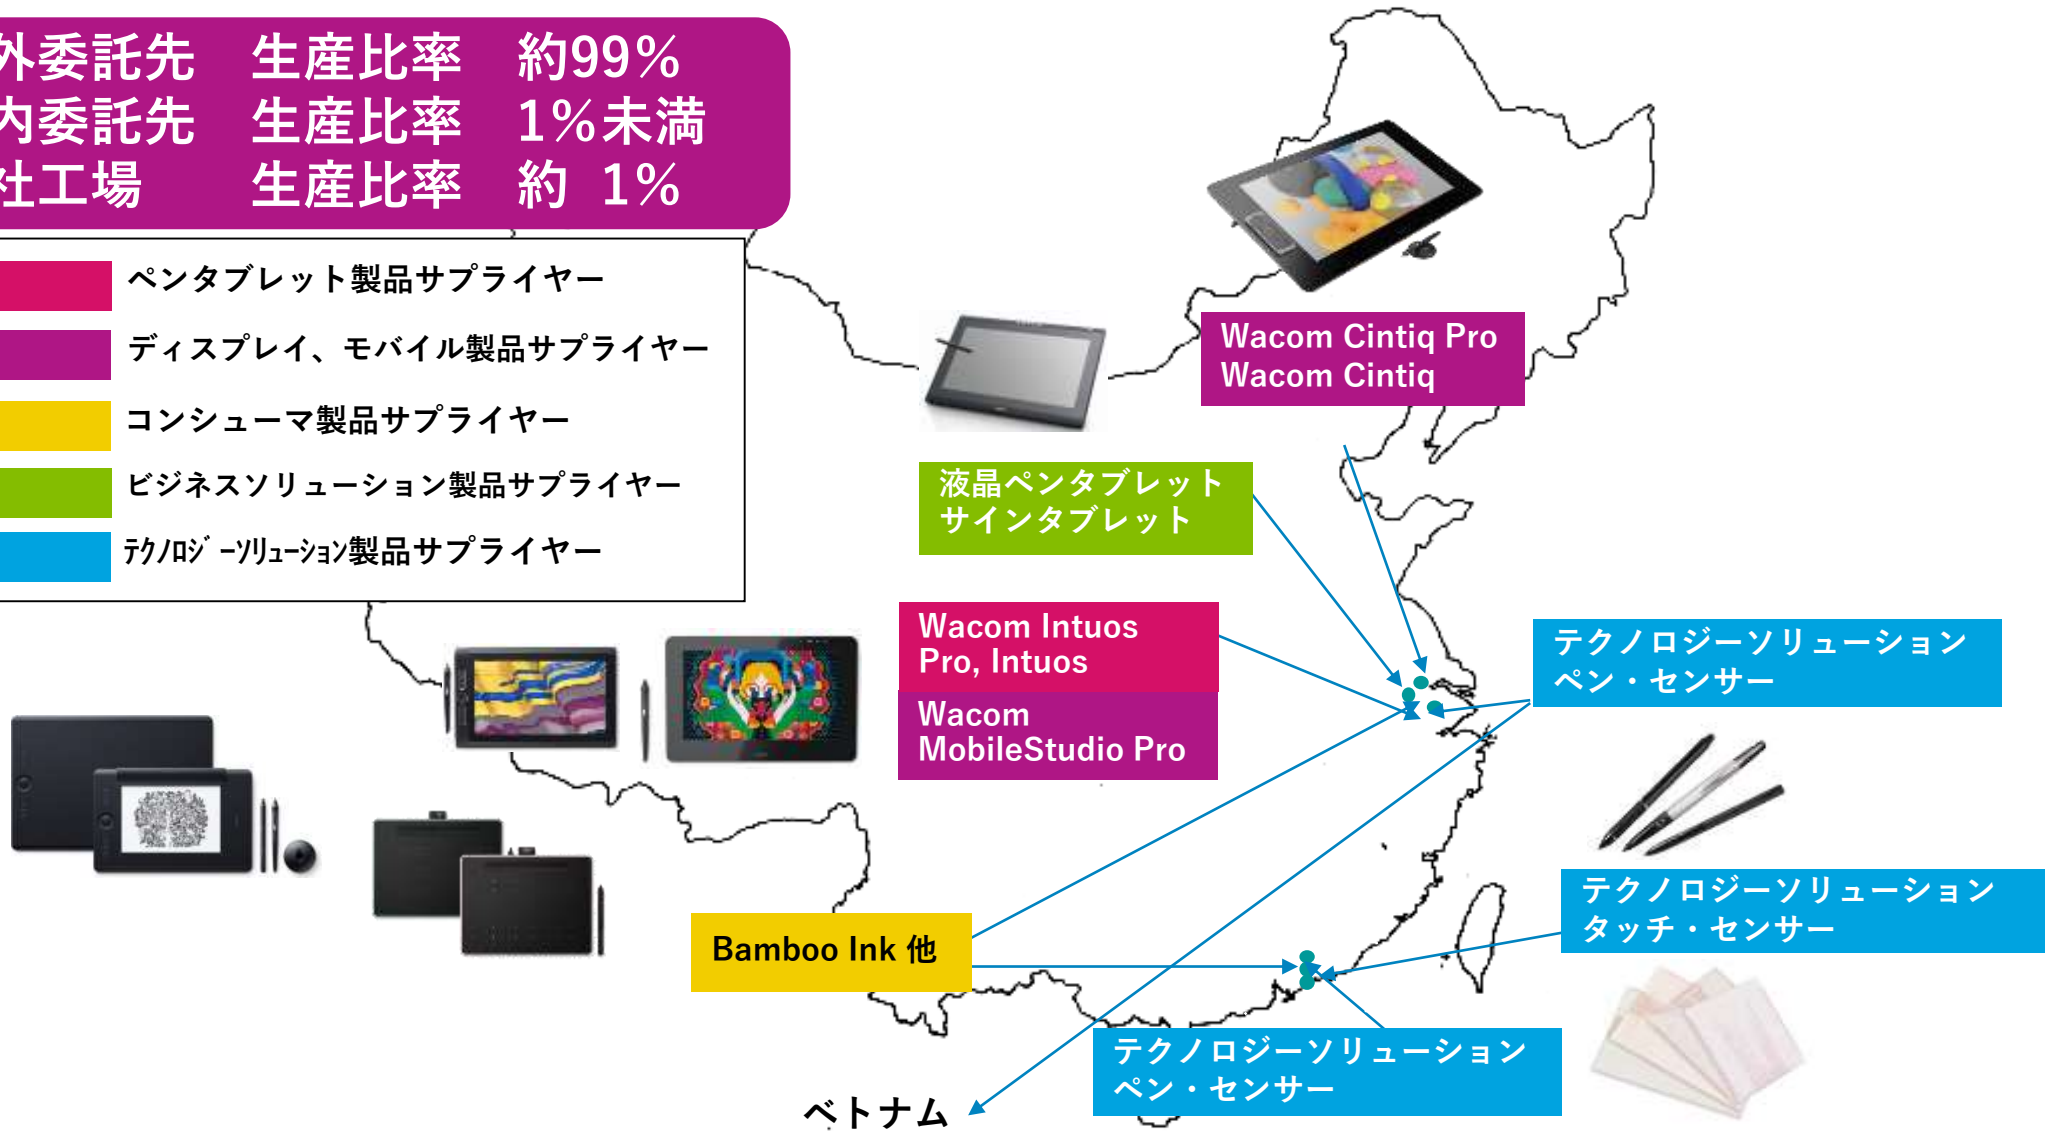 外委託先 生産比率 約99%
内委託先 生産比率 1%未満
社工場 生産比率 約 1%
ペンタブレット製品サプライヤー
ディスプレイ、モバイル製品サプライヤー
コンシューマ製品サプライヤー
ビジネスソリューション製品サプライヤー
ﾃｸﾉﾛｼﾞｰｿﾘｭｰｼｮﾝ製品サプライヤー
Wacom Cintiq Pro
Wacom Cintiq
液晶ペンタブレット
サインタブレット
Wacom Intuos
Pro, Intuos
Wacom
MobileStudio Pro
テクノロジーソリューション
ペン・センサー
テクノロジーソリューション
タッチ・センサー
Bamboo Ink 他
テクノロジーソリューション
ペン・センサー
ベトナム